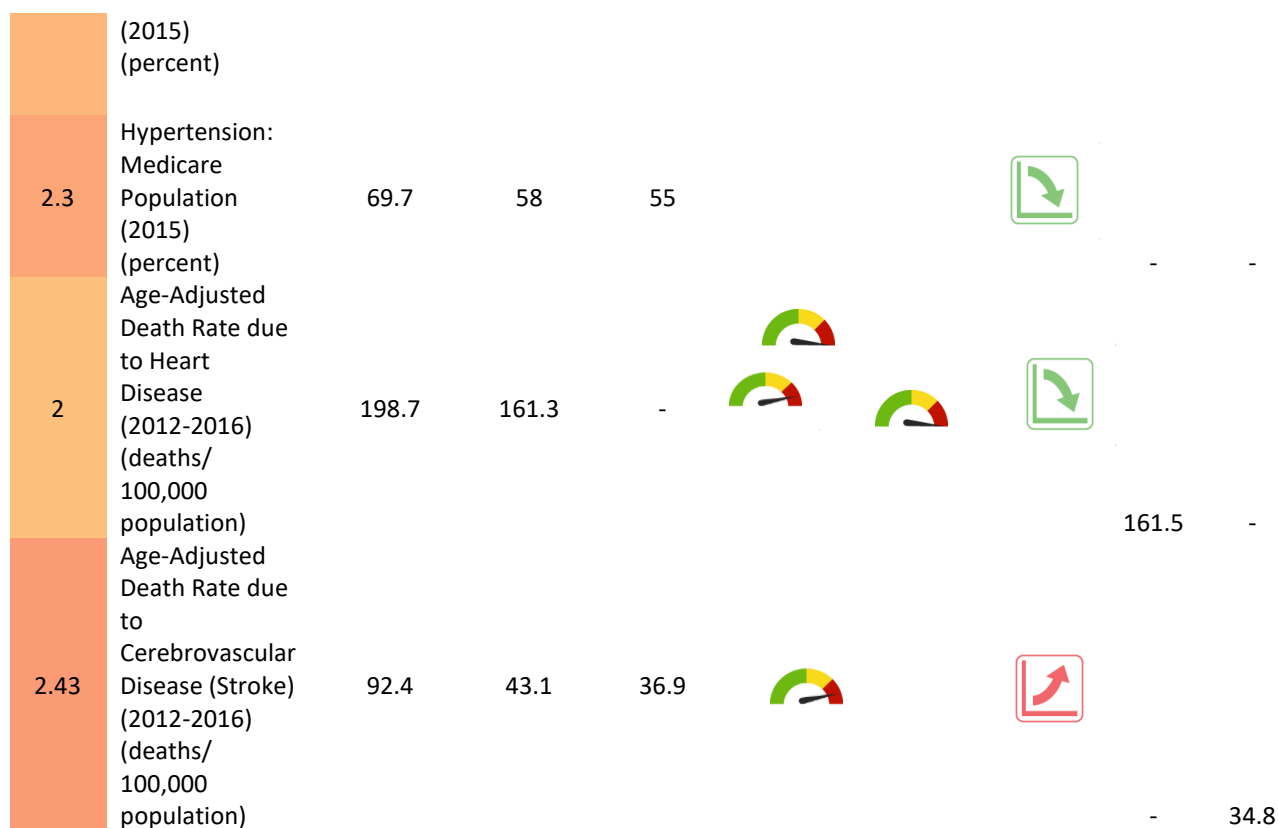 (2015)
(percent)
Hypertension:
Medicare
2.3 Population 69.7 58 55
(2015)
(percent) - -
Age-Adjusted
Death Rate due
to Heart
2 Disease 198.7 161.3 -
(2012-2016)
(deaths/
100,000
population) 161.5 -
Age-Adjusted
Death Rate due
to
Cerebrovascular
2.43 Disease (Stroke) 92.4 43.1 36.9
(2012-2016)
(deaths/
100,000
population) - 34.8